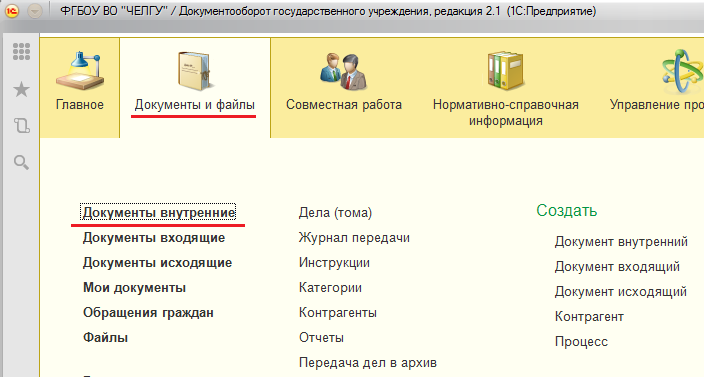 ФГБОУ ВО "ЧЕЛГУ" / Документооборот государственного учреждения, редакция 2.1 (1С:Предприятие)
Главное
Документы и файлы
Совместная работа
Нормативно-справочная
информация
Управление про
Документы внутренние
Документы входящие
Документы исходящие
Мои документы
Обращения граждан
Файлы
Дела (тома)
Журнал передачи
Инструкции
Категории
Контрагенты
Отчеты
Передача дел в архив
Создать
Документ внутренний
Документ входящий
Документ исходящий
Контрагент
Процесс